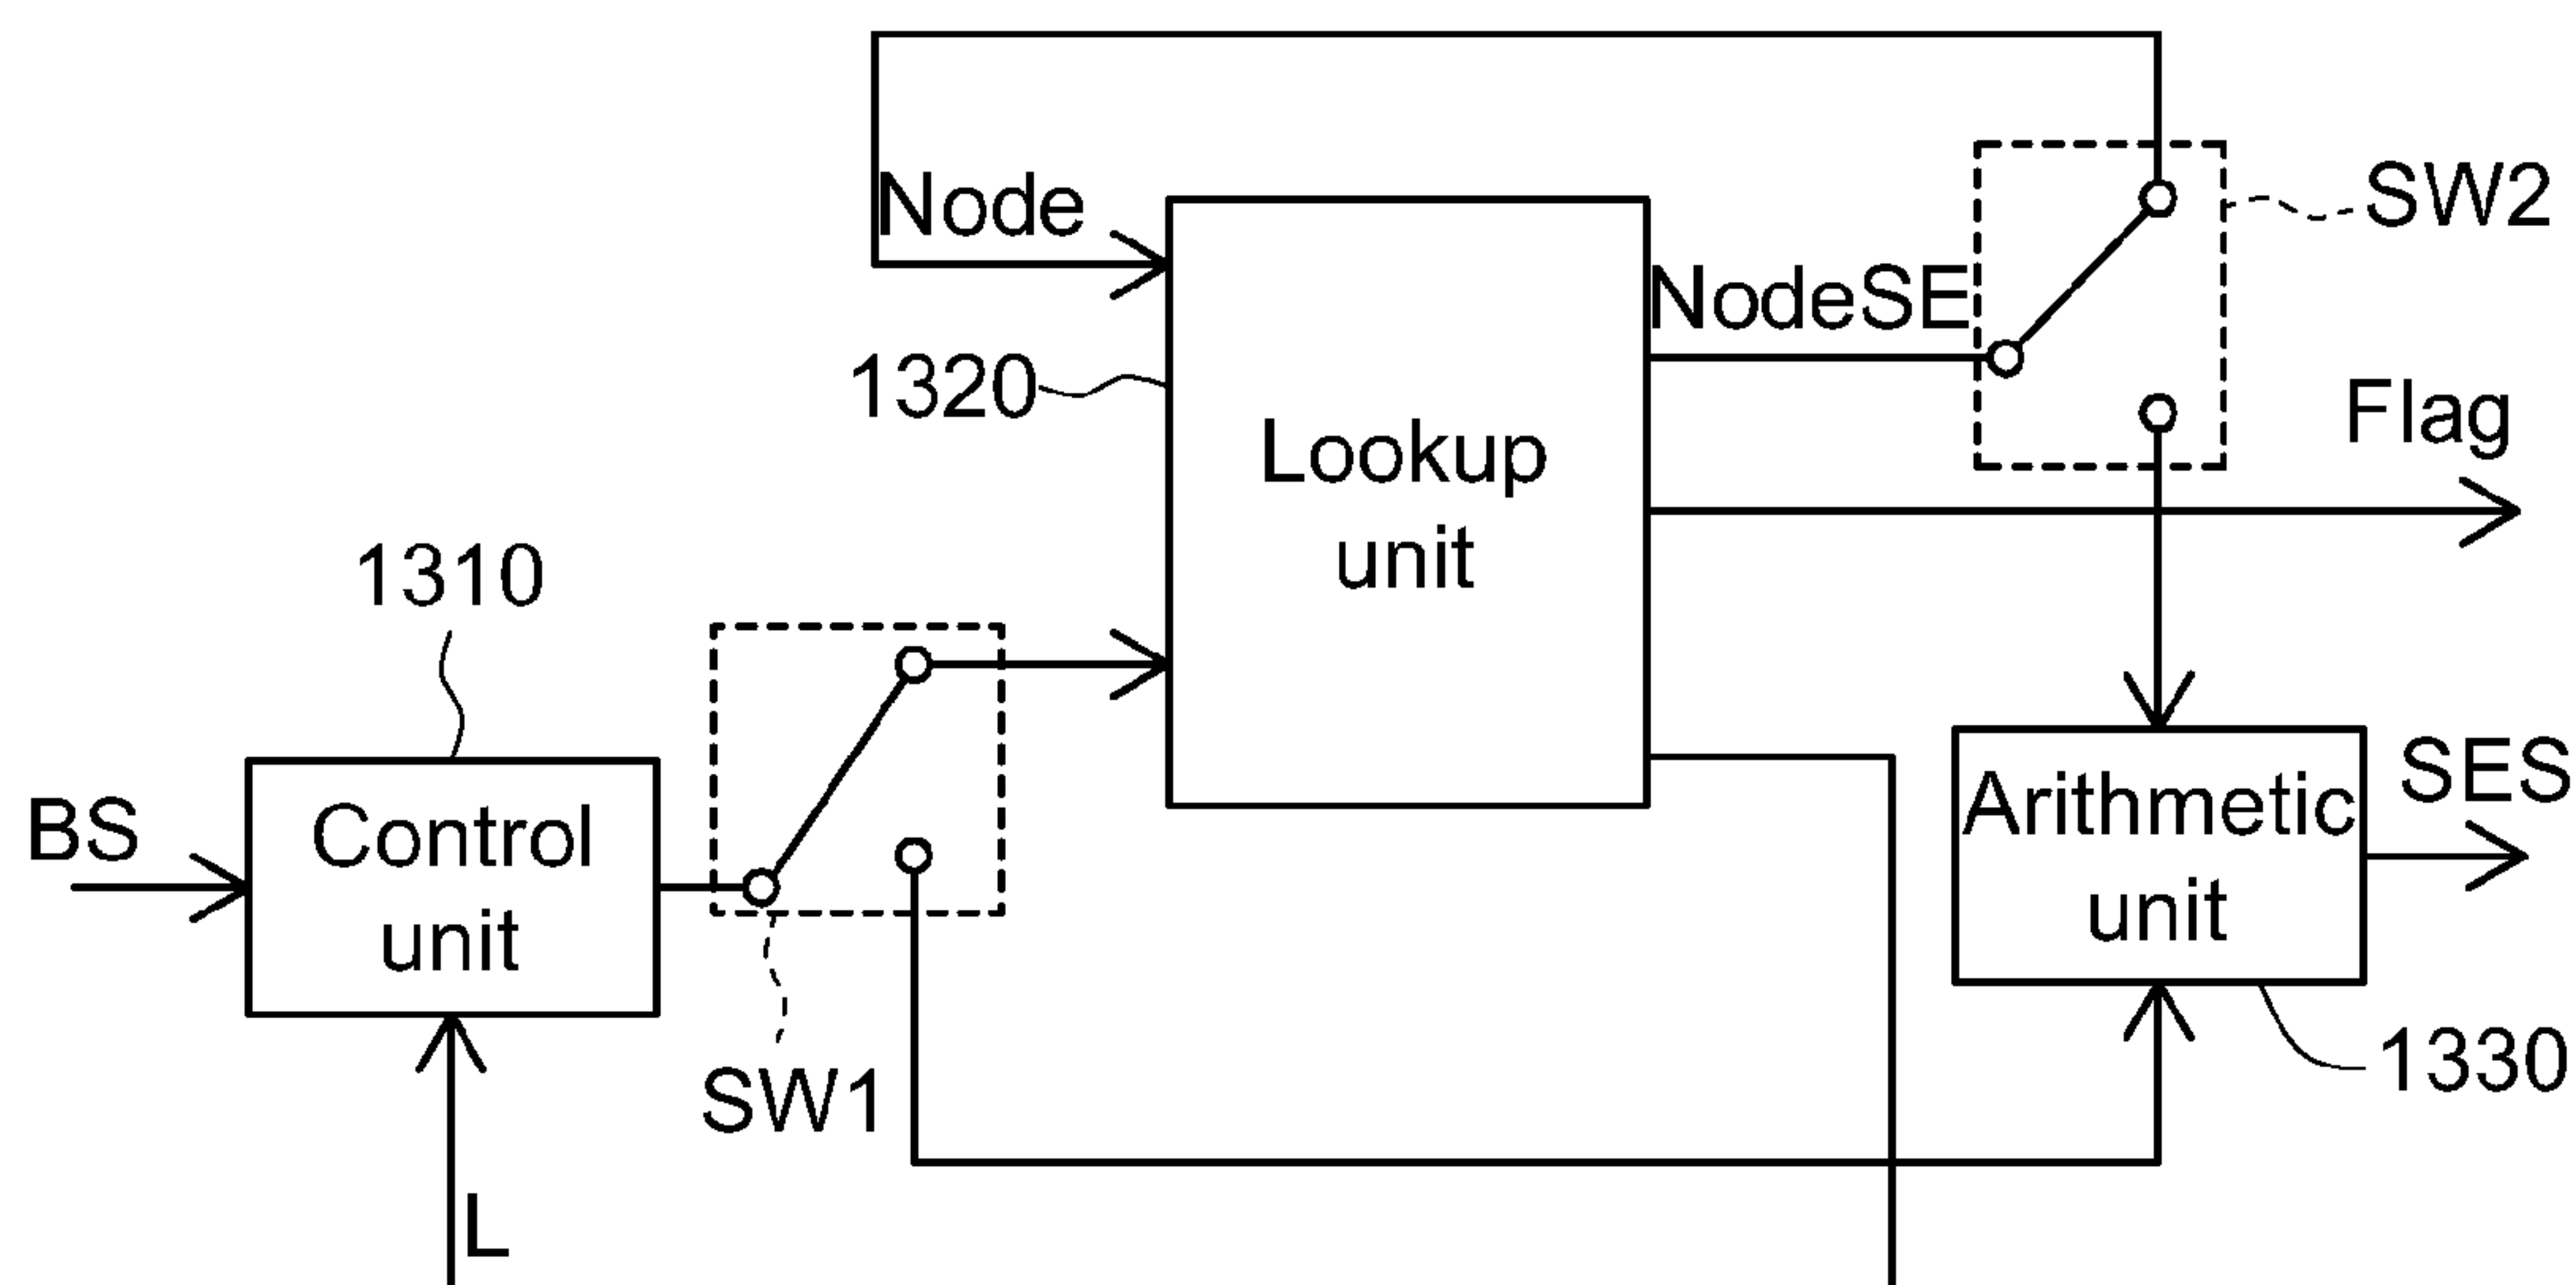 Node
SW2
NodeSE
1320
Flag
Lookup
unit
1310
BS
Control
unit
SES
Arithmetic
unit
SW1
1330
L